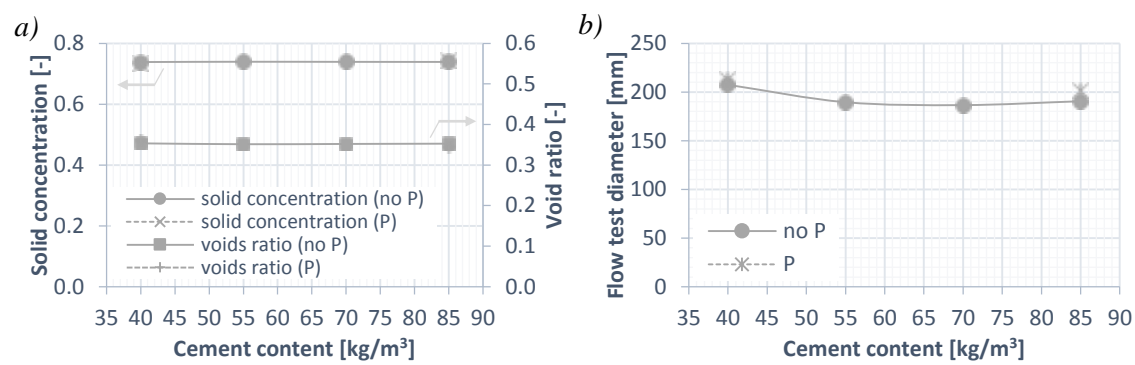 a)
Solid concentration [-]
0.8
0.6
0.4
0.2
0.0
0.6
0.5
0.4
0.3
0.2
0.1
0.0
Void ratio [-]
solid concentration (no P)
solid concentration (P)
voids ratio (no P)
voids ratio (P)
35 40 45 50 55 60 65 70 75 80 85 90
Cement content [kg/m³]
b)
Flow test diameter [mm]
250
200
150
100
50
0
no P
P
35 40 45 50 55 60 65 70 75 80 85 90
Cement content [kg/m³]